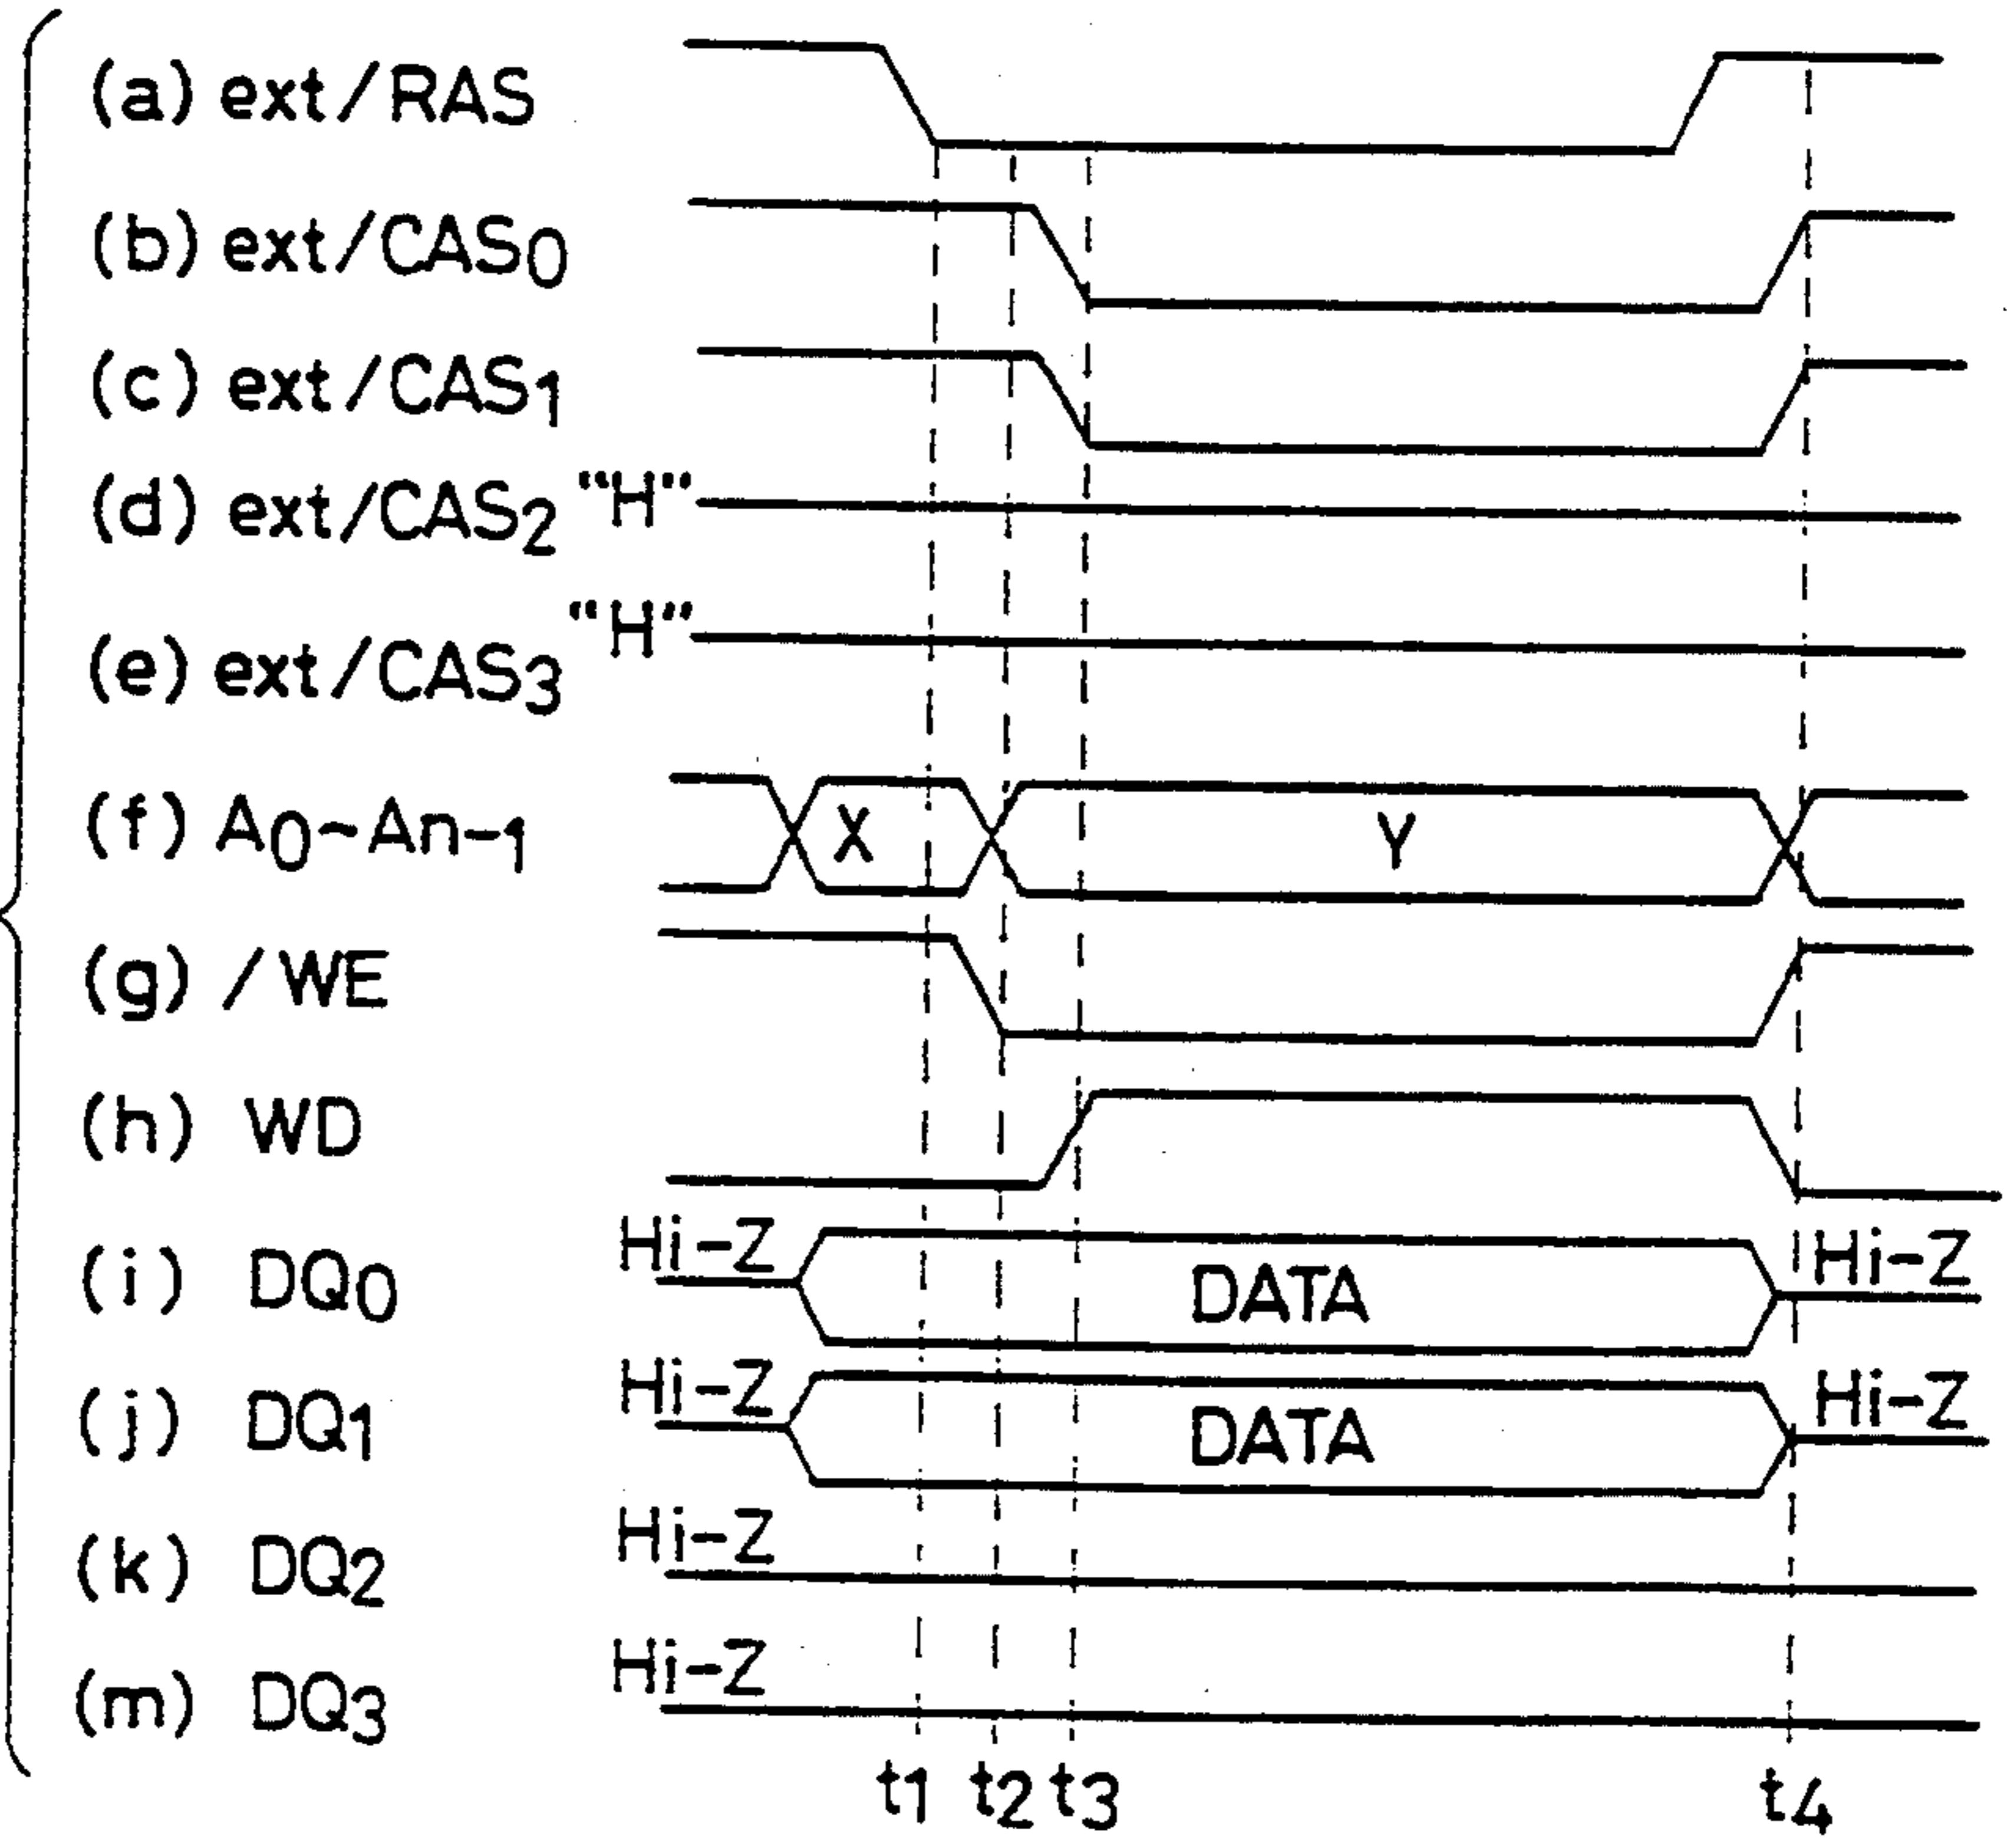 (a) ext/RAS
(b) ext/CAS0
(c) ext/CAS1
(d) ext/CAS2 "H"
(e) ext/CAS3 "H"
(f) A0~An-1 X Y
(g) /WE
(h) WD
(i) DQ0 Hi-Z DATA Hi-Z
(j) DQ1 Hi-Z DATA Hi-Z
(k) DQ2 Hi-Z
(m) DQ3 Hi-Z
t1 t2 t3 t4